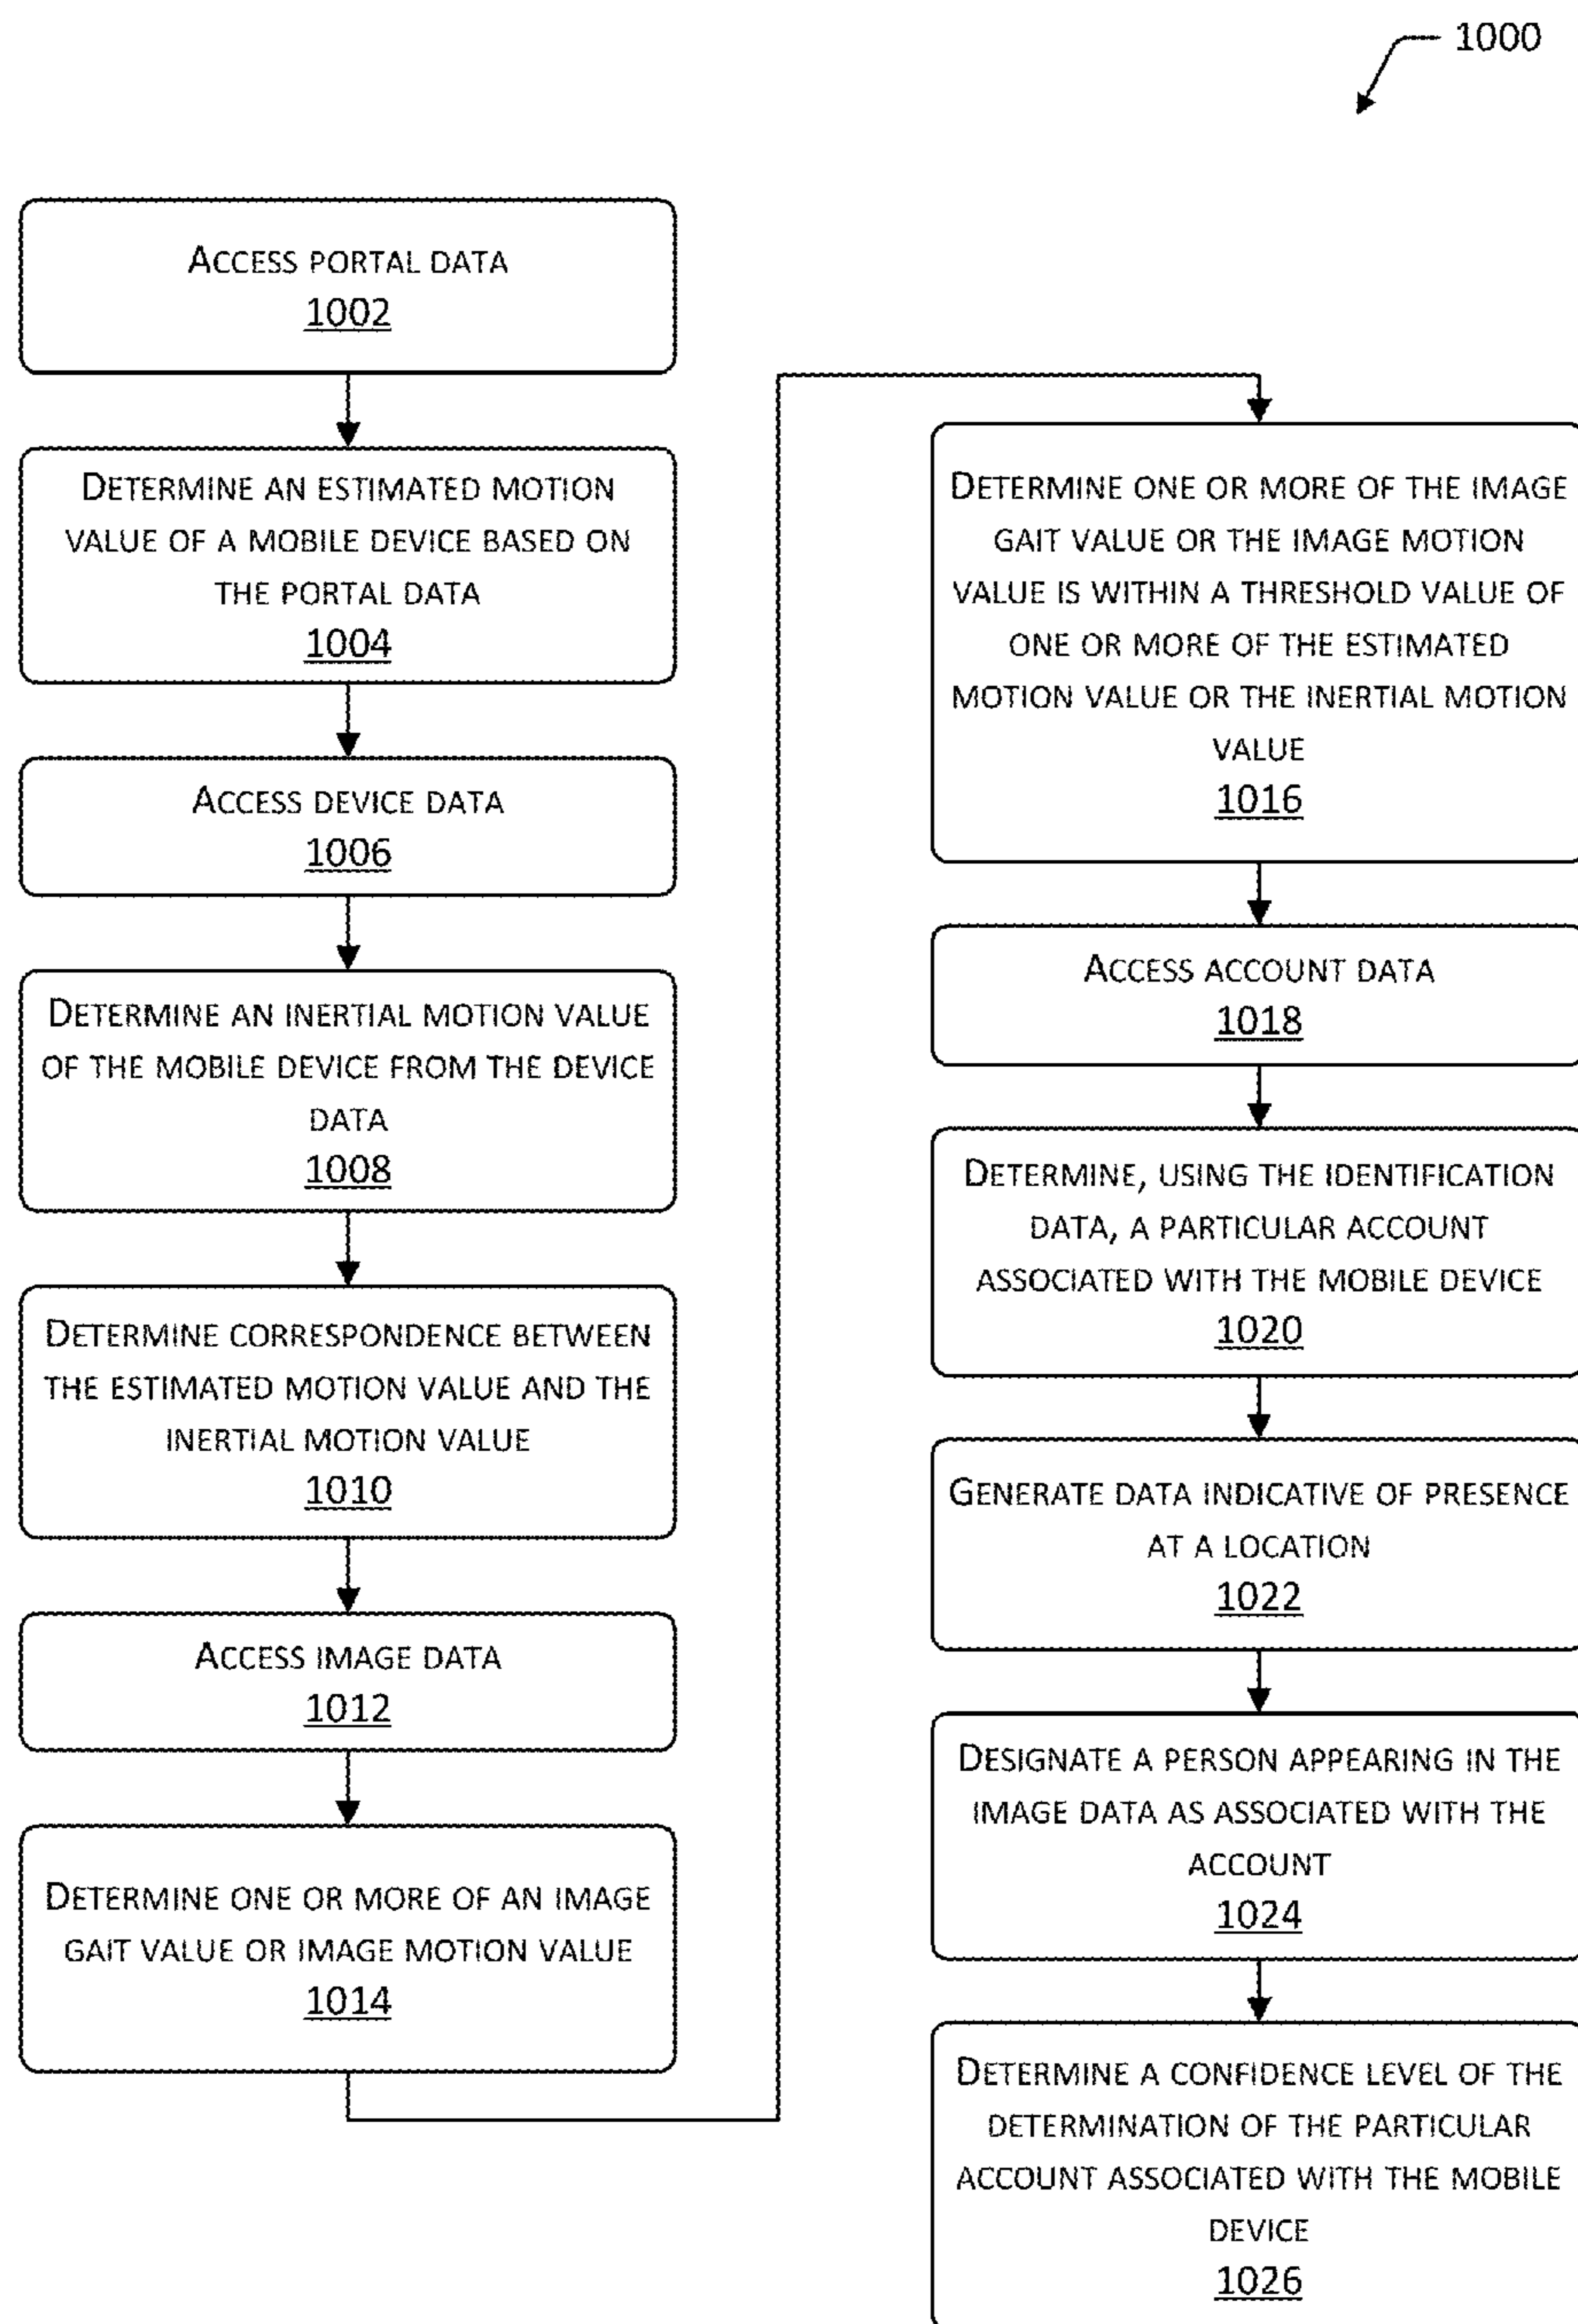 1000
ACCESS PORTAL DATA
1002
DETERMINE AN ESTIMATED MOTION
VALUE OF A MOBILE DEVICE BASED ON
THE PORTAL DATA
1004
ACCESS DEVICE DATA
1006
DETERMINE AN INERTIAL MOTION VALUE
OF THE MOBILE DEVICE FROM THE DEVICE
DATA
1008
DETERMINE CORRESPONDENCE BETWEEN
THE ESTIMATED MOTION VALUE AND THE
INERTIAL MOTION VALUE
1010
ACCESS IMAGE DATA
1012
DETERMINE ONE OR MORE OF AN IMAGE
GAIT VALUE OR IMAGE MOTION VALUE
1014
DETERMINE ONE OR MORE OF THE IMAGE
GAIT VALUE OR THE IMAGE MOTION
VALUE IS WITHIN A THRESHOLD VALUE OF
ONE OR MORE OF THE ESTIMATED
MOTION VALUE OR THE INERTIAL MOTION
VALUE
1016
ACCESS ACCOUNT DATA
1018
DETERMINE, USING THE IDENTIFICATION
DATA, A PARTICULAR ACCOUNT
ASSOCIATED WITH THE MOBILE DEVICE
1020
GENERATE DATA INDICATIVE OF PRESENCE
AT A LOCATION
1022
DESIGNATE A PERSON APPEARING IN THE
IMAGE DATA AS ASSOCIATED WITH THE
ACCOUNT
1024
DETERMINE A CONFIDENCE LEVEL OF THE
DETERMINATION OF THE PARTICULAR
ACCOUNT ASSOCIATED WITH THE MOBILE
DEVICE
1026